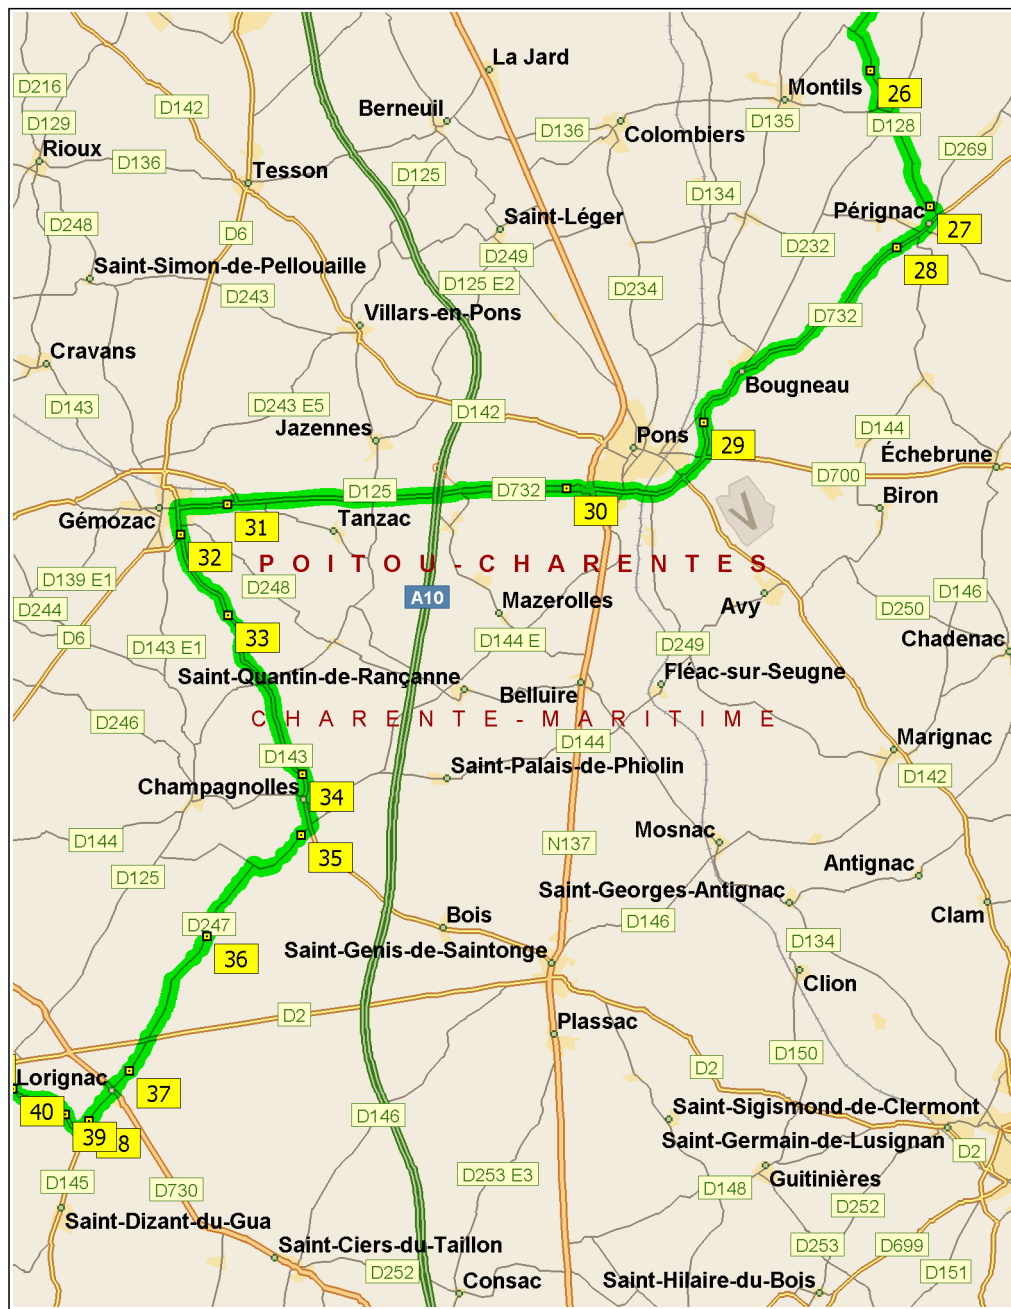 La Jard
D216
Montils
26
D142
Berneuil
D129
D136
Colombiers
D135
D128
Rioux
D136
D269
Tesson
D125
D134
Pérignac
27
D248
D6
Saint-Léger
D232
28
D249
Saint-Simon-de-Pellouaille
D125 E2
D234
D243
Villars-en-Pons
D732
Cravans
Bougneau
D143
D243 E5
D142
Jazennes
Pons
29
D144
Échebrune
D700
D125
D732
Biron
Gémozac
31
Tanzac
30
32
POITOU-CHARENTES
D139 E1
D248
A10
Mazerolles
Avy
D146
D244
D250
D6
33
D143 E1
D144 E
D249
Chadenac
Saint-Quantin-de-Rançanne
Fléac-sur-Seugne
Belluire
D246
CHARENTE-MARITIME
D144
Marignac
D143
Saint-Palais-de-Phiolin
D142
Champagnolles
34
D144
Mosnac
N137
35
Antignac
D125
Saint-Georges-Antignac
D247
Bois
D146
Clam
36
Saint-Genis-de-Saintonge
D134
Clion
D2
Plassac
D150
D2
Lorignac
37
40
D146
Saint-Sigismond-de-Clermont
39
8
Saint-Germain-de-Lusignan
D2
D145
D730
D253 E3
Guitinières
D148
D252
Saint-Dizant-du-Gua
Saint-Ciers-du-Taillon
D253
D699
D252
Consac
Saint-Hilaire-du-Bois
D151